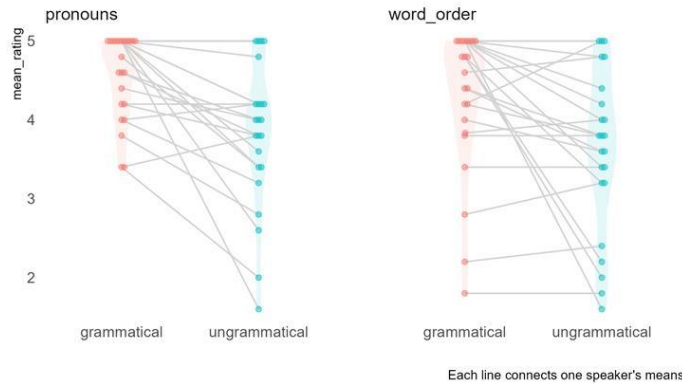 pronouns
word_order
mean_rating
5
4
3
2
grammatical
ungrammatical
grammatical
ungrammatical
Each line connects one speaker's means